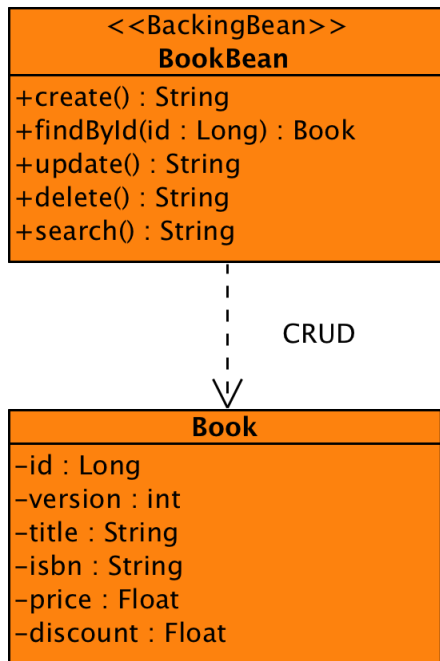 <<BackingBean>>
BookBean
+create() : String
+findById(id : Long) : Book
+update() : String
+delete() : String
+search() : String
CRUD
Book
-id : Long
-version : int
-title : String
-isbn : String
-price : Float
-discount : Float